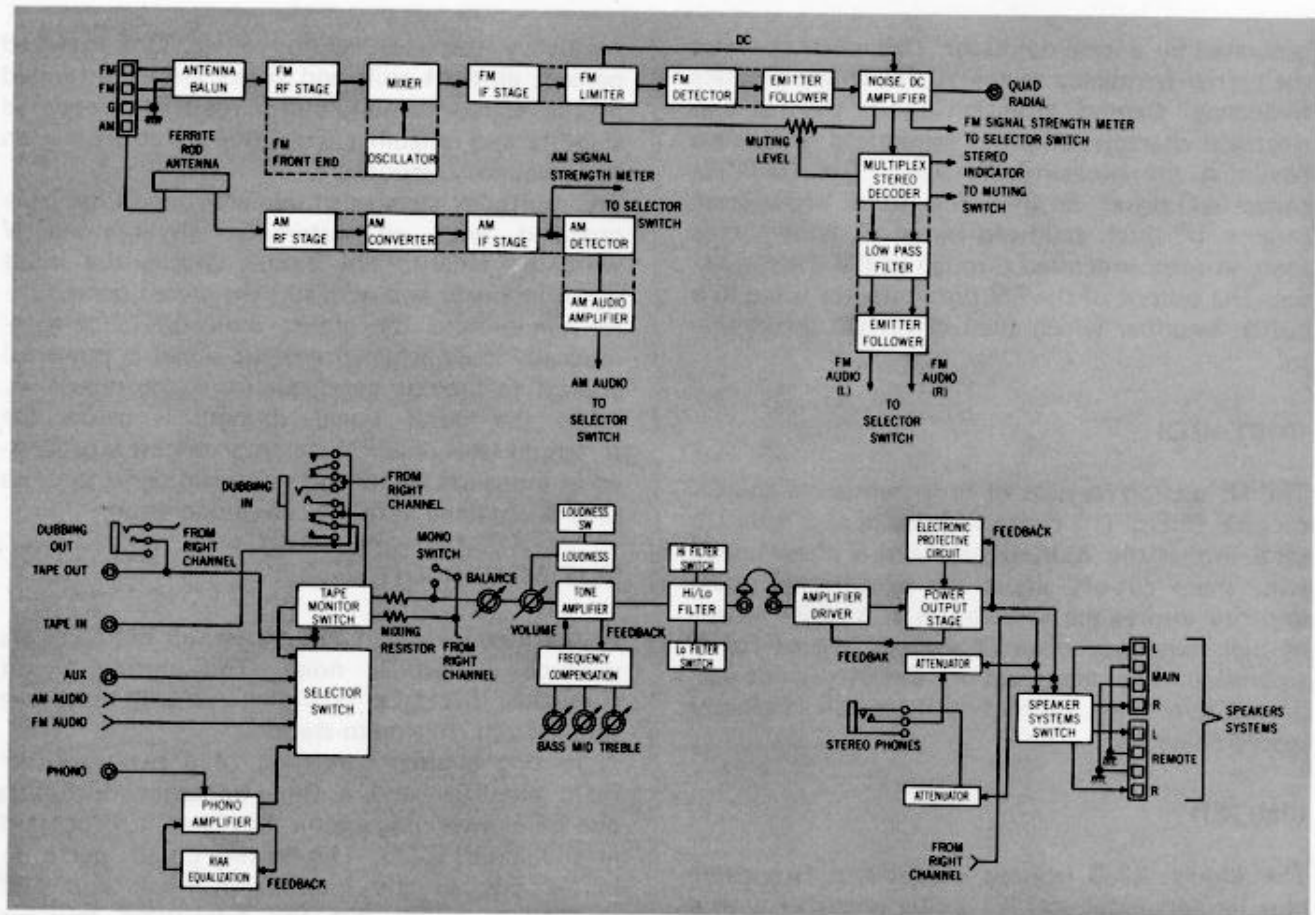 DC
FM
FM
G
AM
ANTENNA
BALUN
FM
RF STAGE
MIXER
FM
IF STAGE
FM
LIMITER
FM
DETECTOR
EMITTER
FOLLOWER
NOISE, DC
AMPLIFIER
QUAD
RADIAL
FERRITE
ROD
ANTENNA
FM
FRONT END
OSCILLATOR
MUTING
LEVEL
FM SIGNAL STRENGTH METER
TO SELECTOR SWITCH
MULTIPLEX
STEREO
DECODER
STEREO
INDICATOR
TO MUTING
SWITCH
AM SIGNAL
STRENGTH METER
TO SELECTOR
SWITCH
AM
RF STAGE
AM
CONVERTER
AM
IF STAGE
AM
DETECTOR
AM AUDIO
AMPLIFIER
AM AUDIO
TO
SELECTOR
SWITCH
LOW PASS
FILTER
EMITTER
FOLLOWER
FM
AUDIO
(L)
FM
AUDIO
(R)
TO
SELECTOR
SWITCH
DUBBING
IN
FROM
RIGHT
CHANNEL
DUBBING
OUT
FROM
RIGHT
CHANNEL
TAPE OUT
TAPE IN
AUX
AM AUDIO
FM AUDIO
PHONO
TAPE
MONITOR
SWITCH
SELECTOR
SWITCH
PHONO
AMPLIFIER
RIAA
EQUALIZATION
FEEDBACK
MONO
SWITCH
MIXING
RESISTOR
FROM
RIGHT
CHANNEL
BALANCE
VOLUME
LOUDNESS
SW
LOUDNESS
TONE
AMPLIFIER
FEEDBACK
FREQUENCY
COMPENSATION
BASS MID TREBLE
Hi FILTER
SWITCH
Hi/Lo
FILTER
Lo FILTER
SWITCH
AMPLIFIER
DRIVER
FEEDBAK
ELECTRONIC
PROTECTIVE
CIRCUIT
FEEDBACK
POWER
OUTPUT
STAGE
ATTENUATOR
STEREO PHONES
ATTENUATOR
SPEAKER
SYSTEMS
SWITCH
L
MAIN
R
L
REMOTE
R
SPEAKERS
SYSTEMS
FROM
RIGHT
CHANNEL